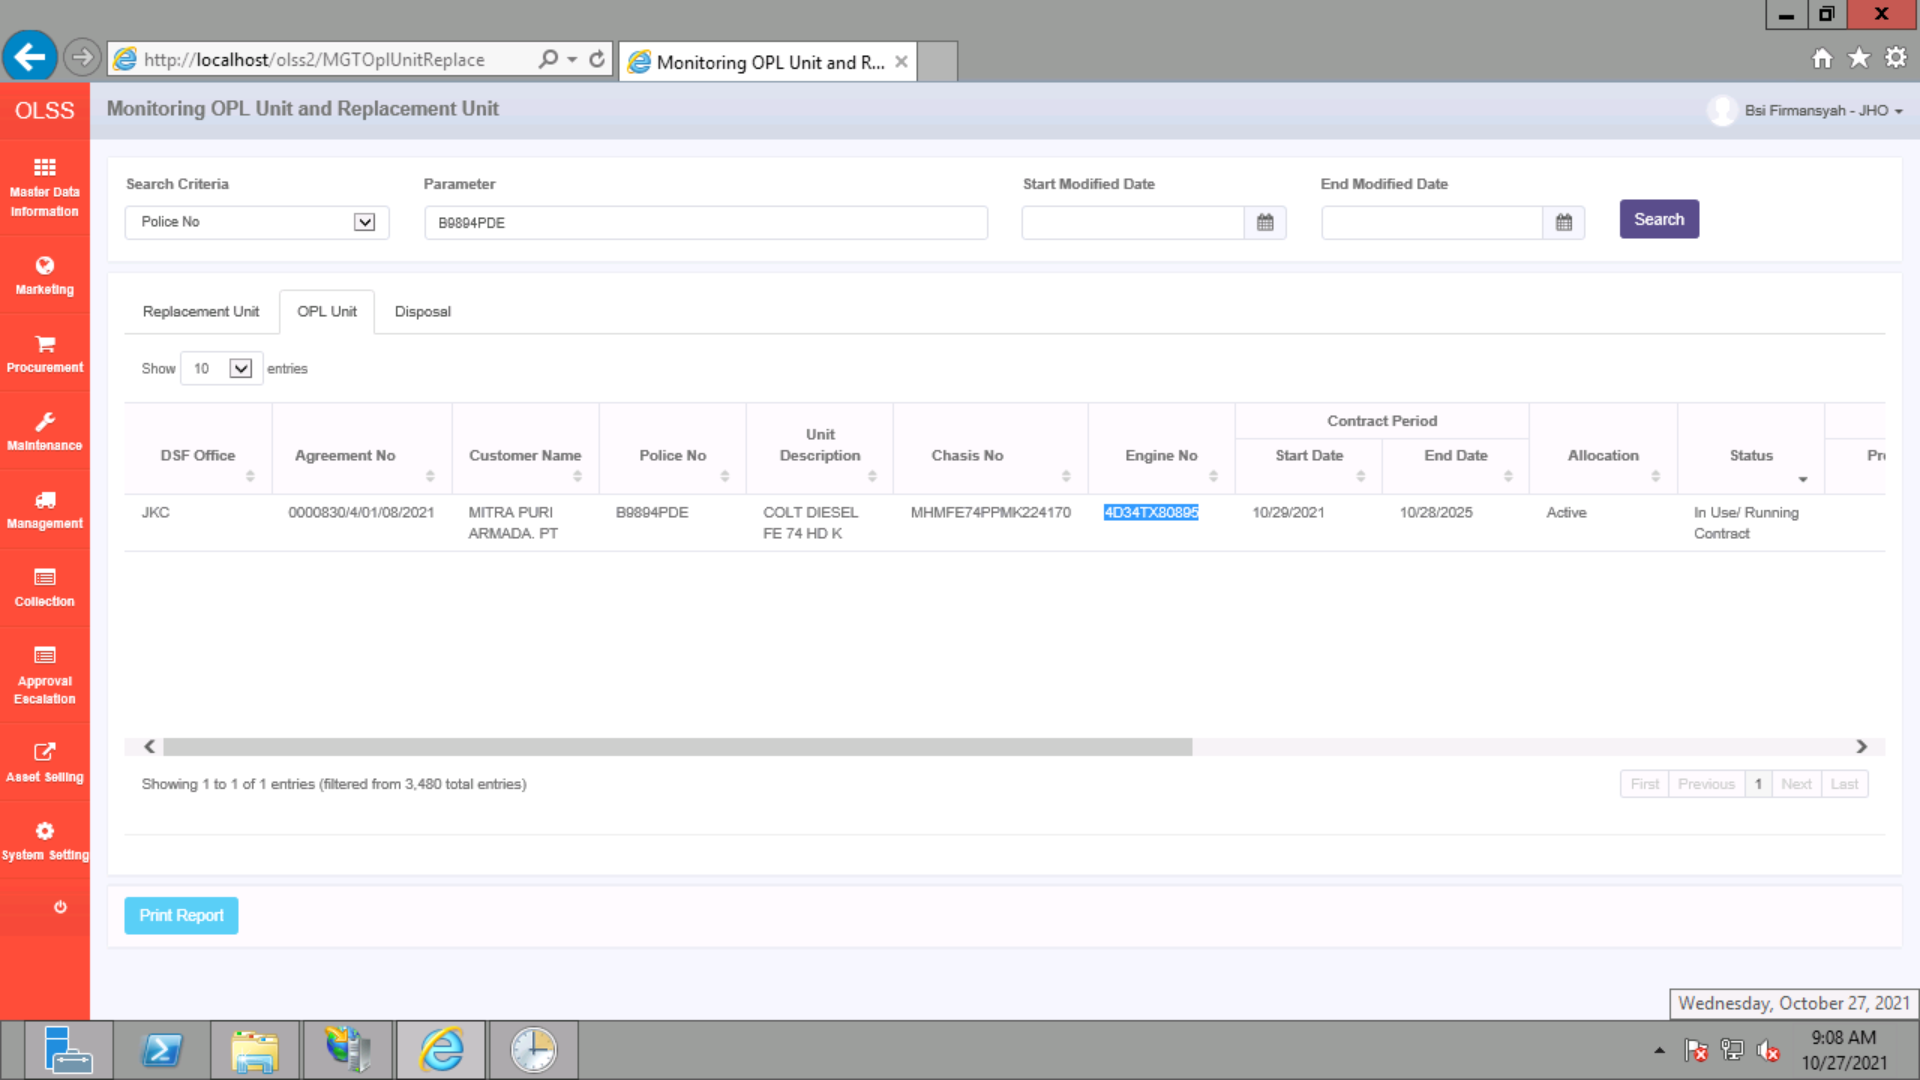 http://localhost/olss2/MGTOplUnitReplace
Monitoring OPL Unit and R...
OLSS
Monitoring OPL Unit and Replacement Unit
Bsi Firmansyah - JHO
Master Data
Information
Marketing
Procurement
Maintenance
Management
Collection
Approval
Escalation
Asset Selling
System Setting
Search Criteria
Parameter
Start Modified Date
End Modified Date
Police No
B9894PDE
Search
Replacement Unit
OPL Unit
Disposal
Show 10 entries
DSF Office
Agreement No
Customer Name
Police No
Unit
Description
Chasis No
Engine No
Contract Period
Start Date
End Date
Allocation
Status
JKC
0000830/4/01/08/2021
MITRA PURI
ARMADA. PT
B9894PDE
COLT DIESEL
FE 74 HD K
MHMFE74PPMK224170
4D34TX80895
10/29/2021
10/28/2025
Active
In Use/ Running
Contract
Showing 1 to 1 of 1 entries (filtered from 3,480 total entries)
First Previous 1 Next Last
Print Report
Wednesday, October 27, 2021
9:08 AM
10/27/2021